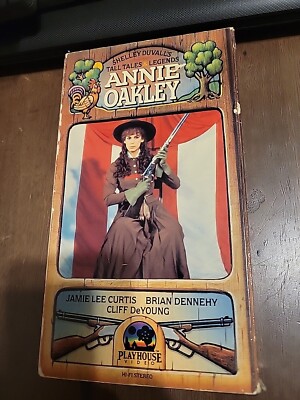 SHELLEY DUVALL'S
TALL TALES & LEGENDS
ANNIE
OAKLEY
JAMIE LEE CURTIS BRIAN DENNEHY
CLIFF DeYOUNG
PLAYHOUSE
VIDEO
HI-FI STEREO